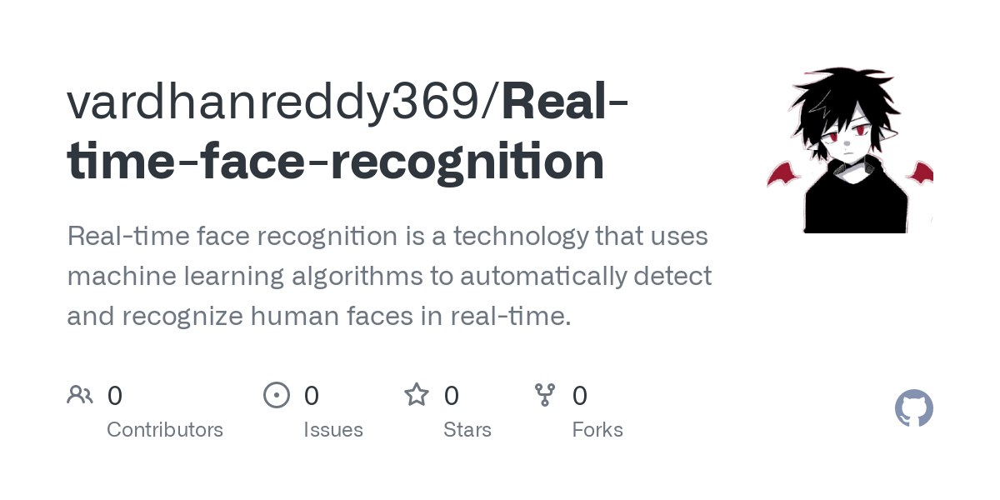 vardhanreddy369/Real-
time-face-recognition
Real-time face recognition is a technology that uses
machine learning algorithms to automatically detect
and recognize human faces in real-time.
0 0 0 0
Contributors Issues Stars Forks